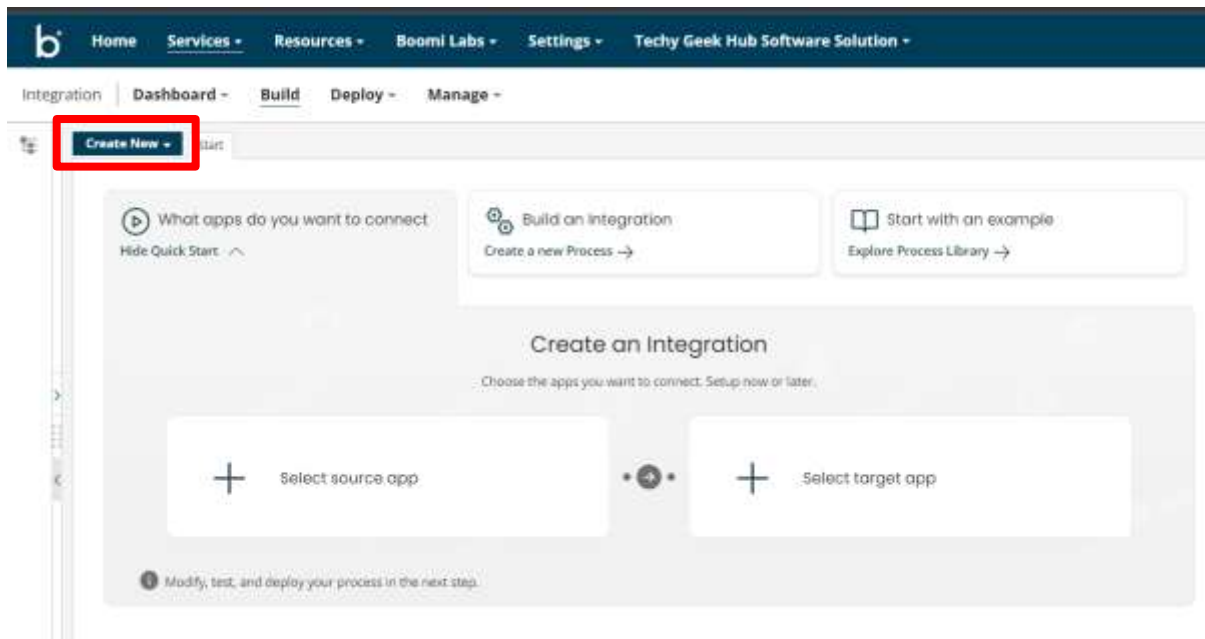 b
Home Services Resources Boomi Labs Settings Techy Geek Hub Software Solution
Integration Dashboard Build Deploy Manage
Create New Start
What apps do you want to connect
Hide Quick Start
Build an Integration
Create a new Process →
Start with an example
Explore Process Library →
Create an Integration
Choose the apps you want to connect. Setup now or later.
Select source app
Select target app
Modify, test, and deploy your process in the next step.